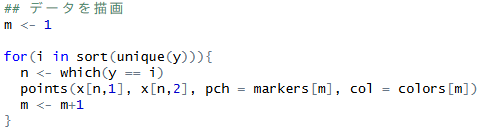 ## データを描画
m <- 1

for(i in sort(unique(y))){
  n <- which(y == i)
  points(x[n,1], x[n,2], pch = markers[m], col = colors[m])
  m <- m+1
}